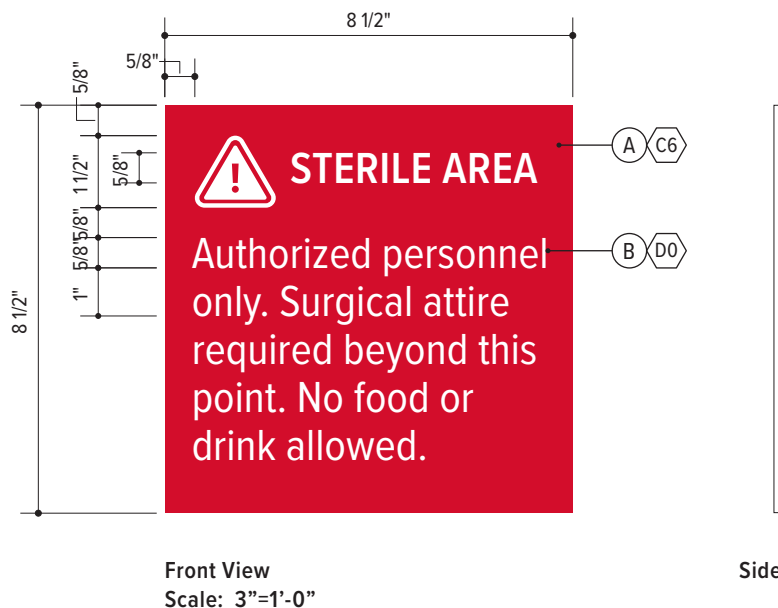 8 1/2"
5/8"
5/8"
1 1/2"
5/8"
5/8"
5/8"
1"
8 1/2"
!
STERILE AREA
Authorized personnel
only. Surgical attire
required beyond this
point. No food or
drink allowed.
A C6
B D0
Front View
Scale: 3”=1’-0”
Side